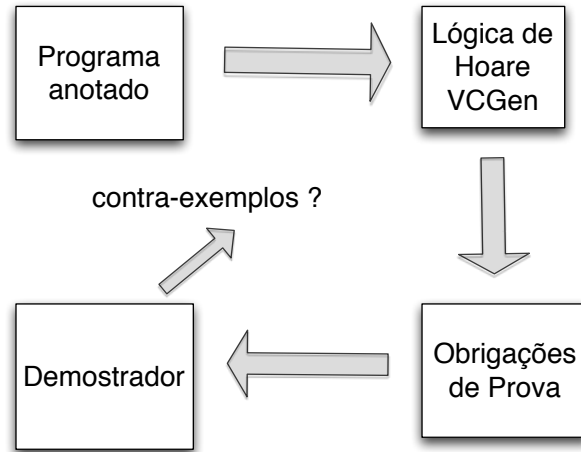 Programa
anotado
Lógica de
Hoare
VCGen
contra-exemplos ?
Demostrador
Obrigações
de Prova